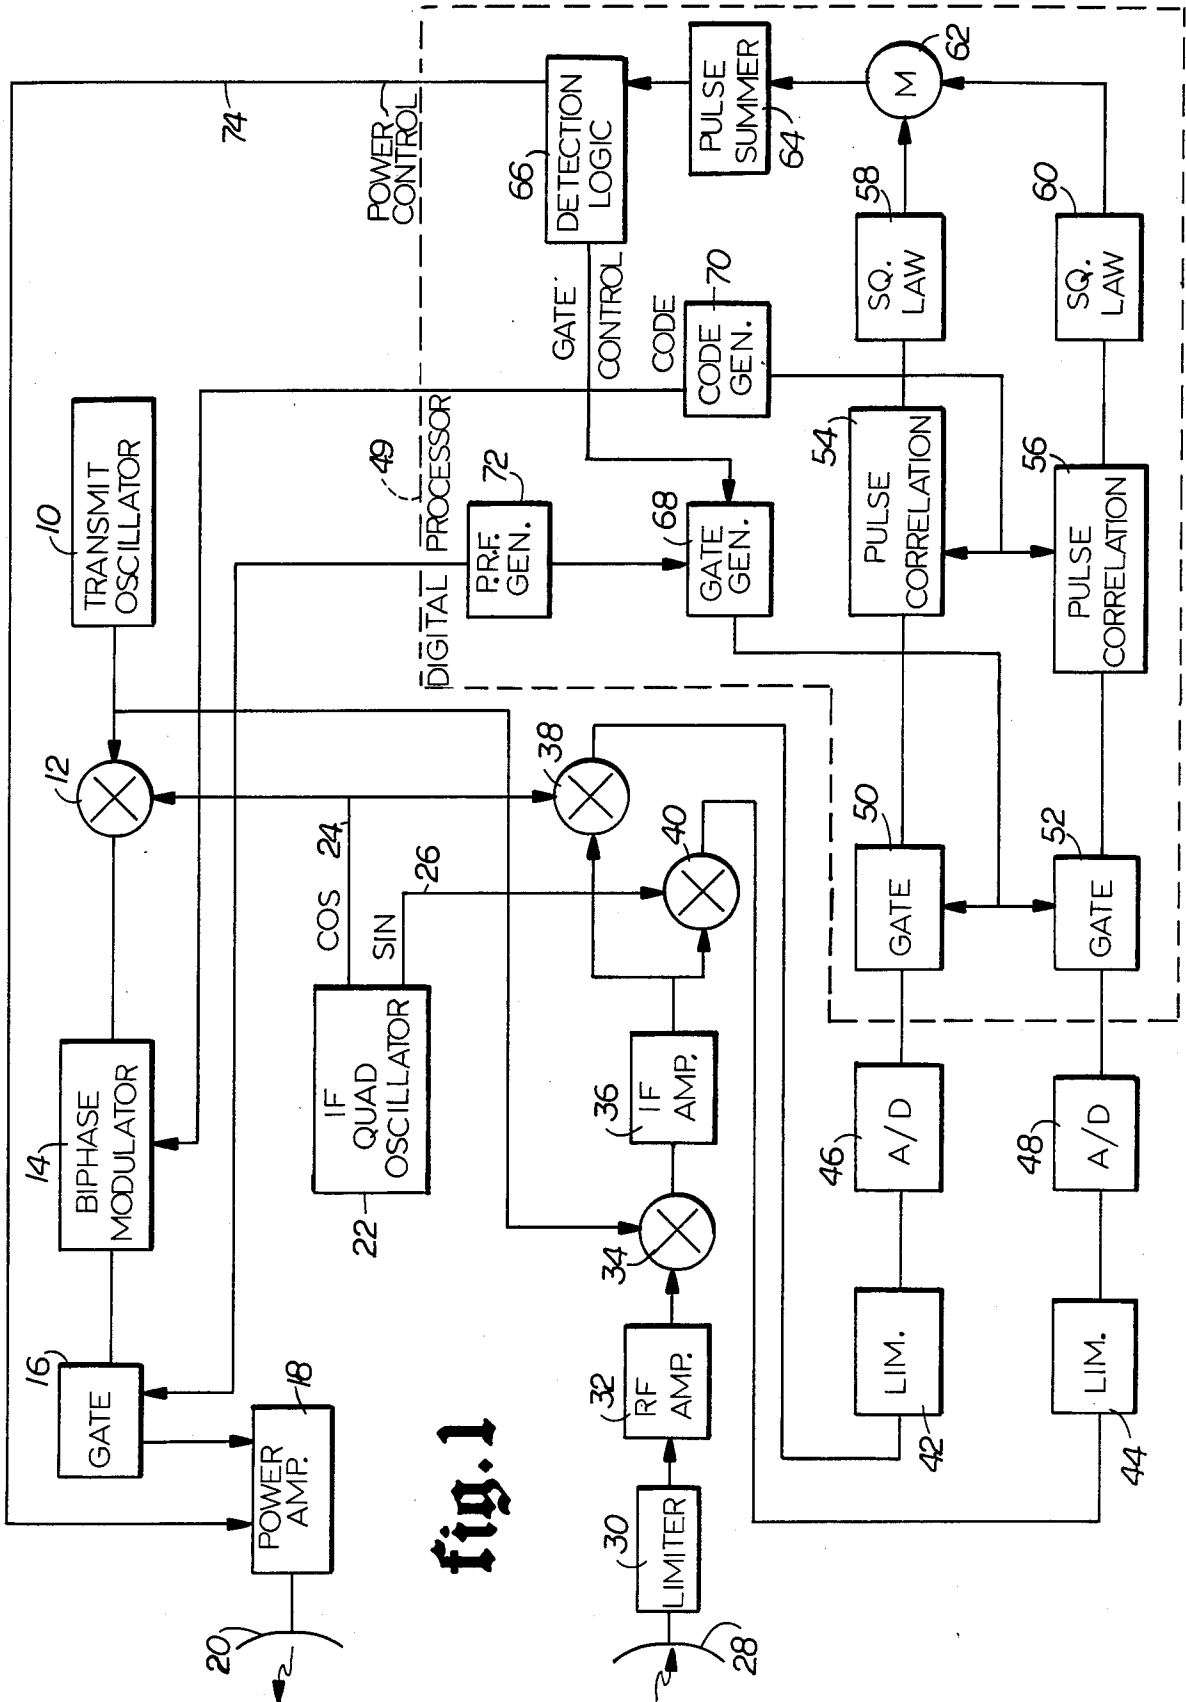 20
POWER
AMP.
18
16
GATE
14
BIPHASE
MODULATOR
12
10
TRANSMIT
OSCILLATOR
74
POWER
CONTROL
IF
QUAD
OSCILLATOR
22
COS
24
SIN
26
49
DIGITAL PROCESSOR
P.R.F.
GEN.
72
GATE
CONTROL
66
DETECTION
LOGIC
fig.1
28
30
LIMITER
32
RF
AMP.
34
36
IF
AMP.
38
40
68
GATE
GEN.
CODE
CODE
GEN.
70
PULSE
SUMMER
64
LIM.
42
46
A/D
GATE
50
PULSE
CORRELATION
54
SQ.
LAW
58
M
62
LIM.
44
48
A/D
GATE
52
PULSE
CORRELATION
56
SQ.
LAW
60